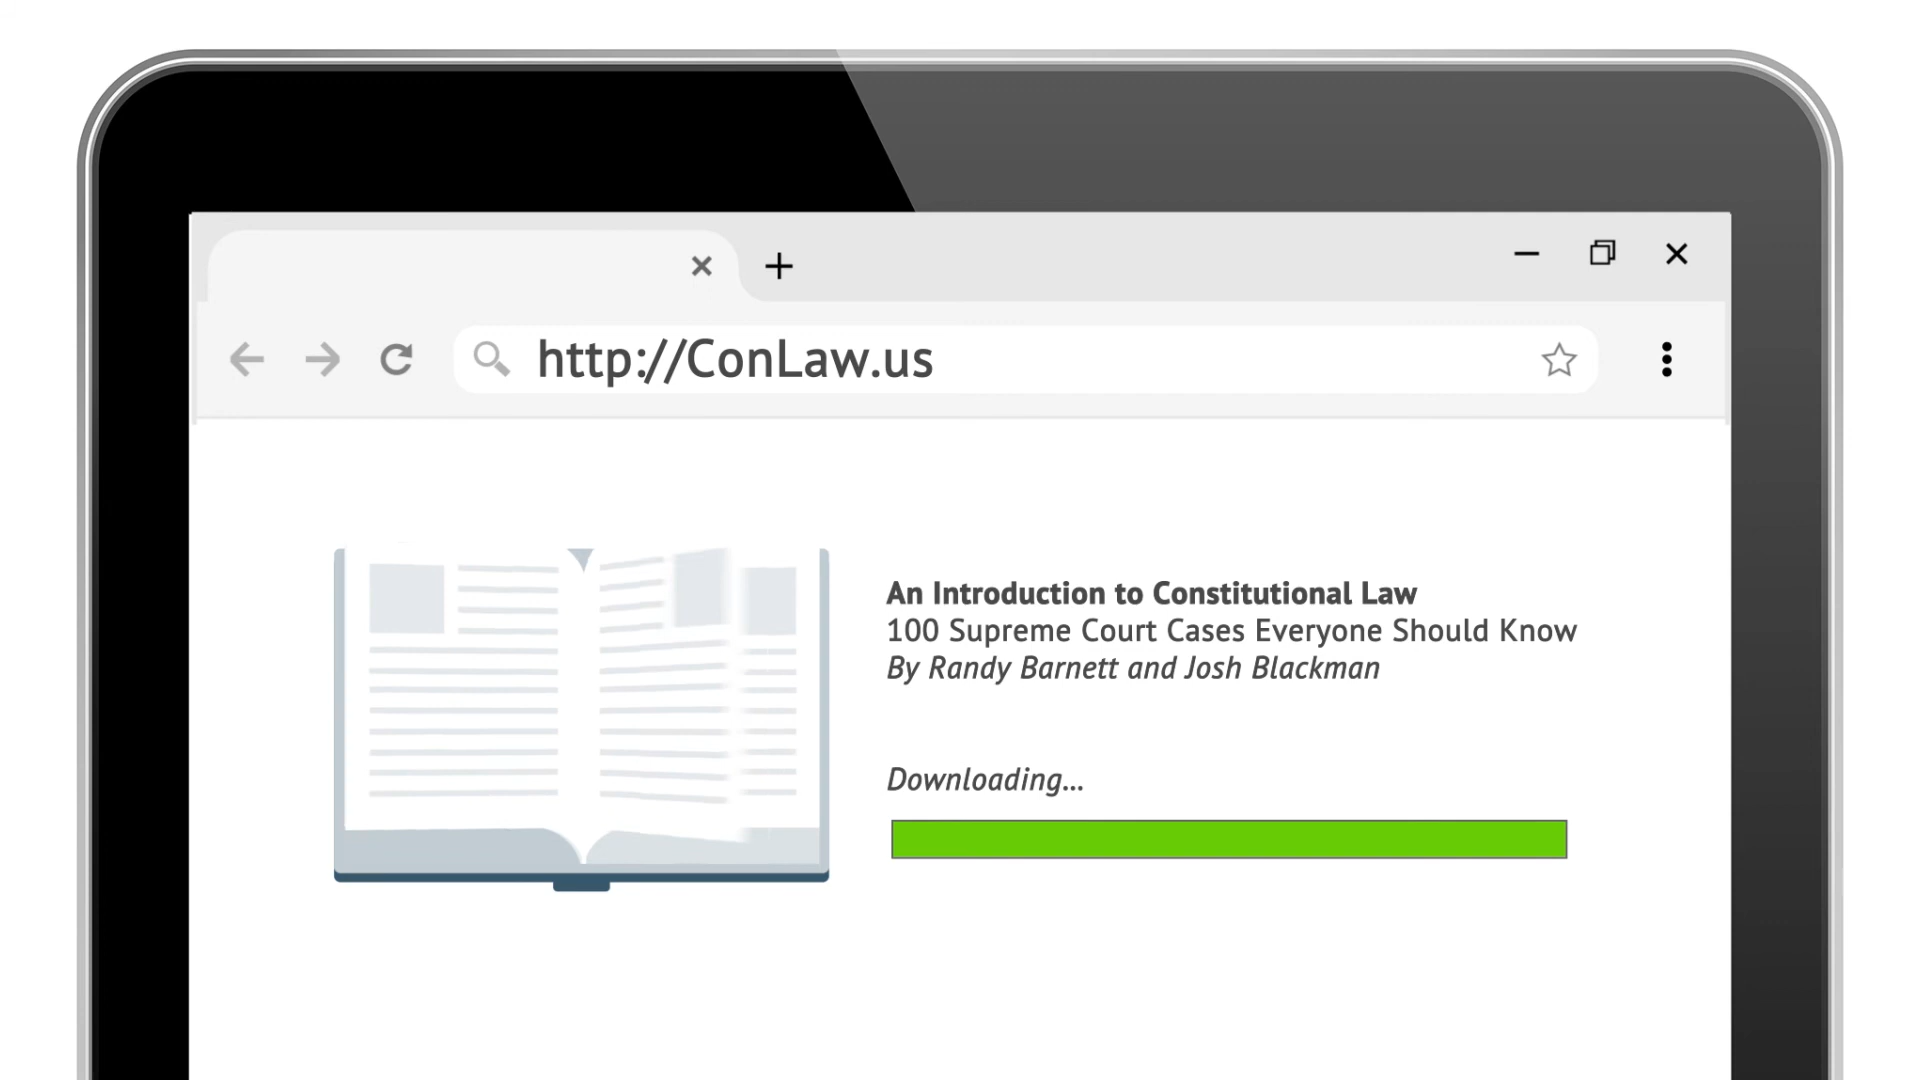 http://ConLaw.us
An Introduction to Constitutional Law
100 Supreme Court Cases Everyone Should Know
By Randy Barnett and Josh Blackman
Downloading...